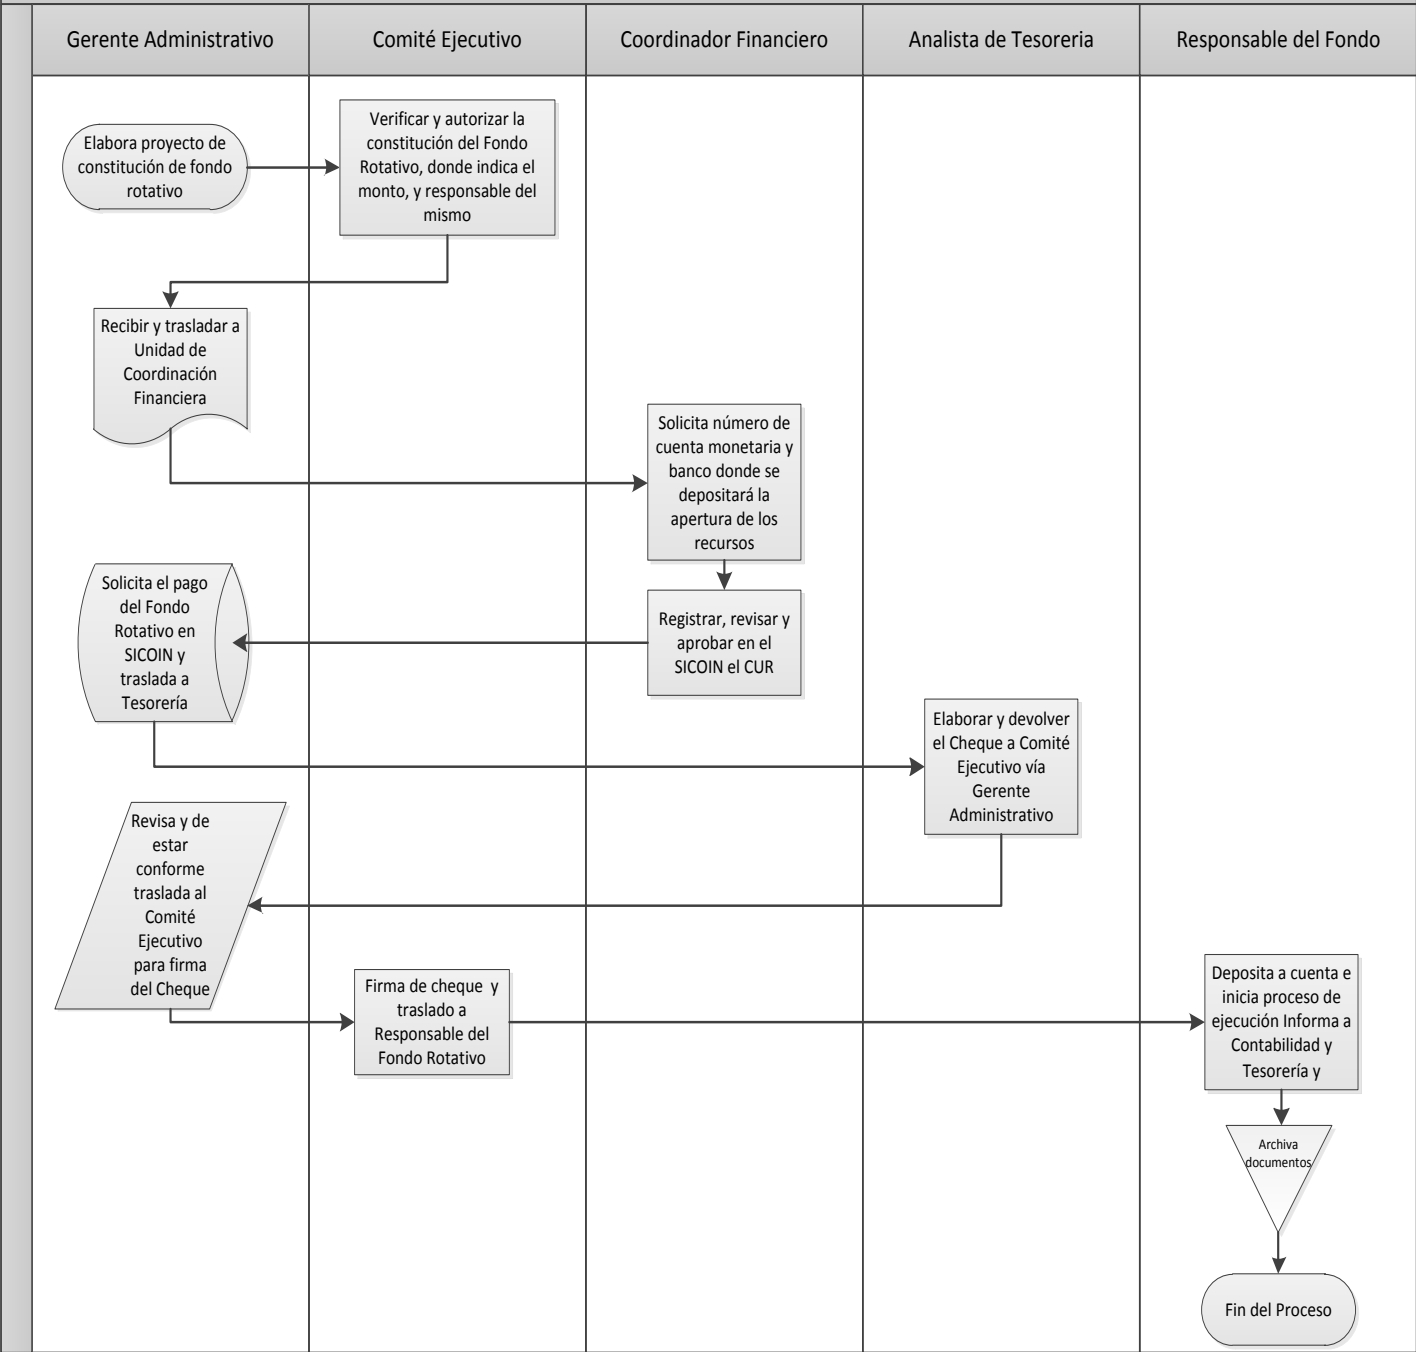 Gerente Administrativo
Comité Ejecutivo
Coordinador Financiero
Analista de Tesoreria
Responsable del Fondo
Elabora proyecto de
constitución de fondo
rotativo
Verificar y autorizar la
constitución del Fondo
Rotativo, donde indica el
monto, y responsable del
mismo
Recibir y trasladar a
Unidad de
Coordinación
Financiera
Solicita número de
cuenta monetaria y
banco donde se
depositará la
apertura de los
recursos
Registrar, revisar y
aprobar en el
SICOIN el CUR
Solicita el pago
del Fondo
Rotativo en
SICOIN y
traslada a
Tesorería
Elaborar y devolver
el Cheque a Comité
Ejecutivo vía
Gerente
Administrativo
Revisa y de
estar
conforme
traslada al
Comité
Ejecutivo
para firma
del Cheque
Firma de cheque y
traslado a
Responsable del
Fondo Rotativo
Deposita a cuenta e
inicia proceso de
ejecución Informa a
Contabilidad y
Tesorería y
Archiva
documentos
Fin del Proceso